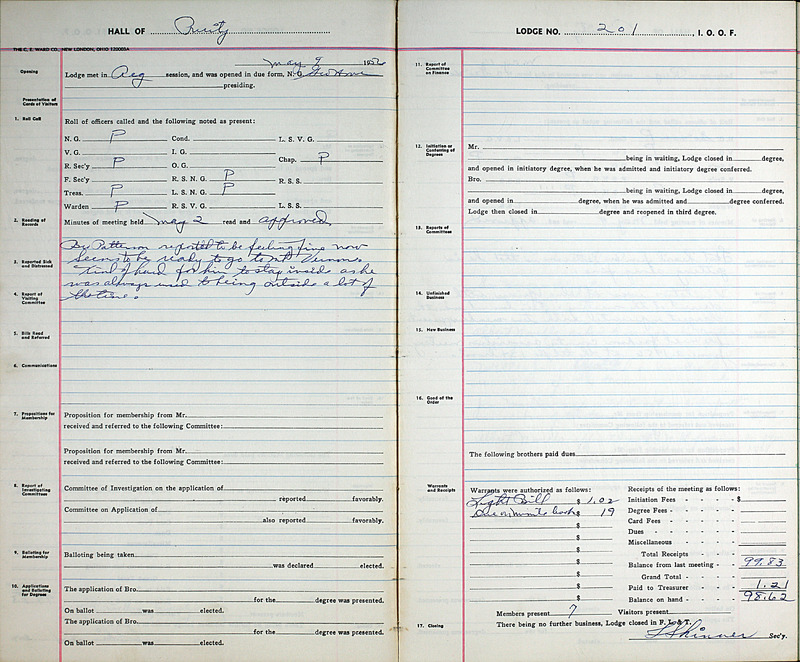 HALL OF Purity
THE C. E. WARD CO., NEW LONDON, OHIO 120085A
May 9 1956
Opening
Lodge met in Reg session, and was opened in due form, N. G.
presiding.
Presentation of Cards of Visitors
1. Roll Call
Roll of officers called and the following noted as present:
N. G. P Cond. L. S. V. G.
V. G. I. G.
R. Sec'y P O. G. Chap. P
F. Sec'y R. S. N. G. P R. S. S.
Treas. P L. S. N. G. P
Warden P R. S. V. G. L. S. S.
2. Reading of Records
Minutes of meeting held May 2 read and approved
Patterson reported to be feeling fine now
3. Reported Sick and Distressed
Seems to be ready to go to Mt Vernon.
Kind of hard for him to stay inside as he
4. Report of Visiting Committee
was always used to being outside a lot of
the time.
5. Bills Read and Referred
6. Communications
7. Propositions for Membership
Proposition for membership from Mr.
received and referred to the following Committee:
Proposition for membership from Mr.
received and referred to the following Committee:
8. Report of Investigating Committees
Committee of Investigation on the application of
reported favorably.
Committee on Application of
also reported favorably.
9. Balloting for Membership
Balloting being taken
was declared elected.
10. Applications and Balloting for Degrees
The application of Bro.
for the degree was presented.
On ballot was elected.
The application of Bro.
for the degree was presented.
On ballot was elected.
LODGE NO. 201, I. O. O. F.
11. Report of Committee on Finance
12. Initiation or Conferring of Degrees
Mr.
being in waiting, Lodge closed in degree,
and opened in initiatory degree, when he was admitted and initiatory degree conferred.
Bro.
being in waiting, Lodge closed in degree,
and opened in degree, when he was admitted and degree conferred.
Lodge then closed in degree and reopened in third degree.
13. Reports of Committees
14. Unfinished Business
15. New Business
16. Good of the Order
The following brothers paid dues
Warrants and Receipts
Warrants were authorized as follows: Receipts of the meeting as follows:
Light Bill $ 1.02 Initiation Fees - - - - $
Due on minute book $ 19 Degree Fees - - - -
$ Card Fees - - - -
$ Dues - - - -
$ Miscellaneous - - - -
$ Total Receipts
$ Balance from last meeting - - 99.83
$ Grand Total - -
$ Paid to Treasurer - - - 1.21
$ Balance on hand - - - 98.62
Members present 7 Visitors present
17. Closing
There being no further business, Lodge closed in F. L. & T.
Skinner Sec'y.